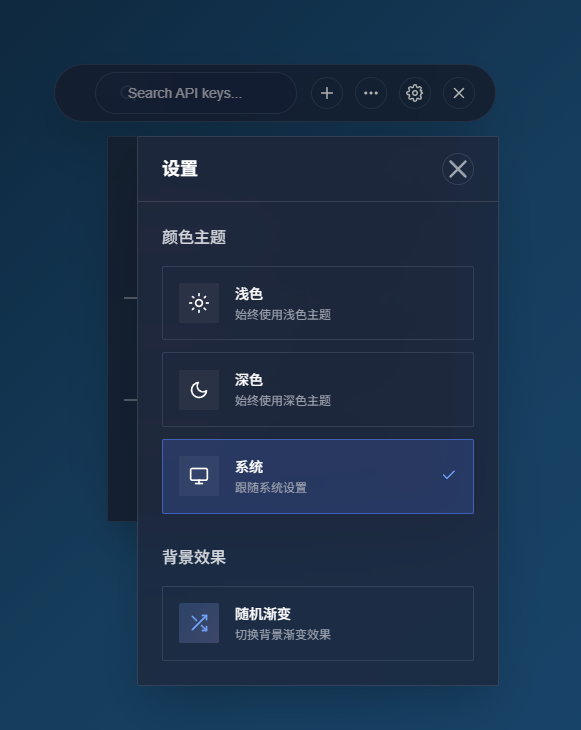 Search API keys...
设置
颜色主题
浅色
始终使用浅色主题
深色
始终使用深色主题
系统
跟随系统设置
背景效果
随机渐变
切换背景渐变效果